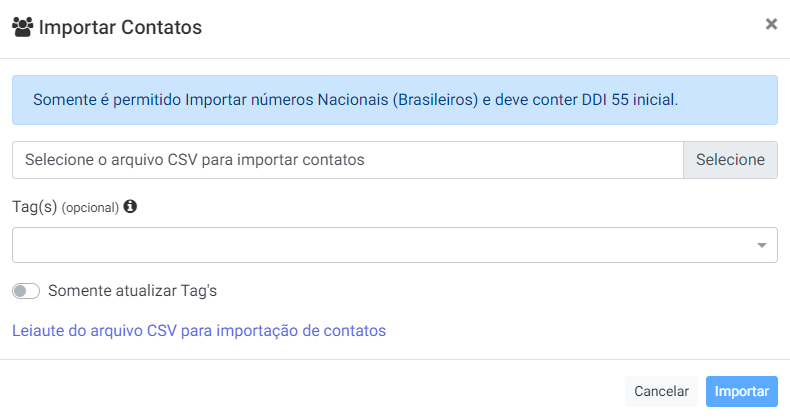 Importar Contatos
Somente é permitido Importar números Nacionais (Brasileiros) e deve conter DDI 55 inicial.
Selecione o arquivo CSV para importar contatos
Selecione
Tag(s) (opcional)
Somente atualizar Tag's
Leiaute do arquivo CSV para importação de contatos
Cancelar
Importar